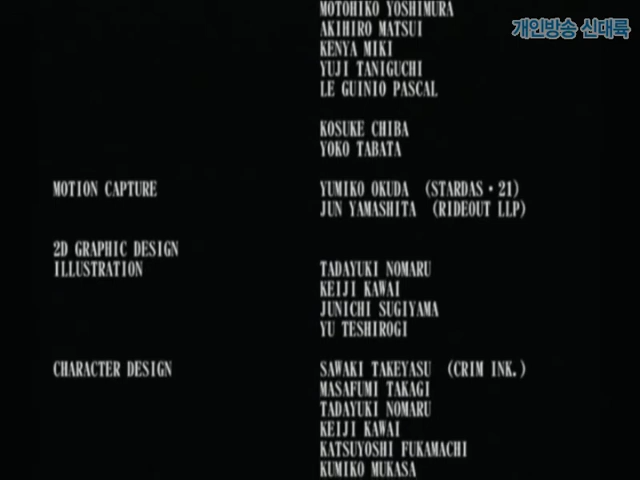 MOTOHIKO YOSHIMURA
개인방송 신대륙
AKIHIRO MATSUI
KENYA MIKI
YUJI TANIGUCHI
LE GUINIO PASCAL
KOSUKE CHIBA
YOKO TABATA
MOTION CAPTURE YUMIKO OKUDA (STARDAS・21)
JUN YAMASHITA (RIDEOUT LLP)
2D GRAPHIC DESIGN
ILLUSTRATION TADAYUKI NOMARU
KEIJI KAWAI
JUNICHI SUGIYAMA
YU TESHIROGI
CHARACTER DESIGN SAWAKI TAKEYASU (CRIM INK.)
MASAFUMI TAKAGI
TADAYUKI NOMARU
KEIJI KAWAI
KATSUYOSHI FUKAMACHI
KUMIKO MUKASA